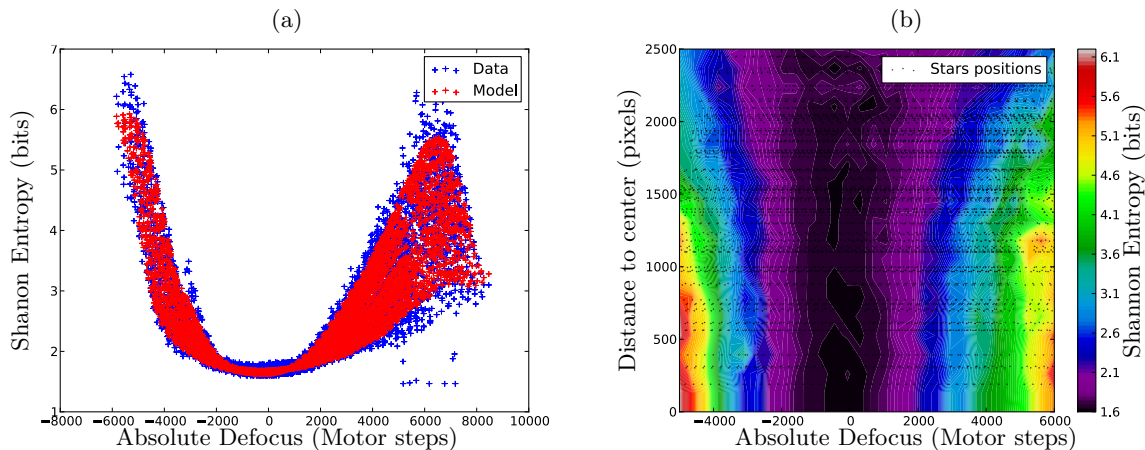 (a)
7
6
5
4
3
2
1
Shanon Entropy (bits)
Data
Model
−8000 −6000 −4000 −2000 0 2000 4000 6000 8000 10000
Absolute Defocus (Motor steps)
(b)
2500
2000
1500
1000
500
0
Distance to center (pixels)
Stars positions
−4000 −2000 0 2000 4000 6000
Absolute Defocus (Motor steps)
6.1
5.6
5.1
4.6
4.1
3.6
3.1
2.6
2.1
1.6
Shannon Entropy (bits)